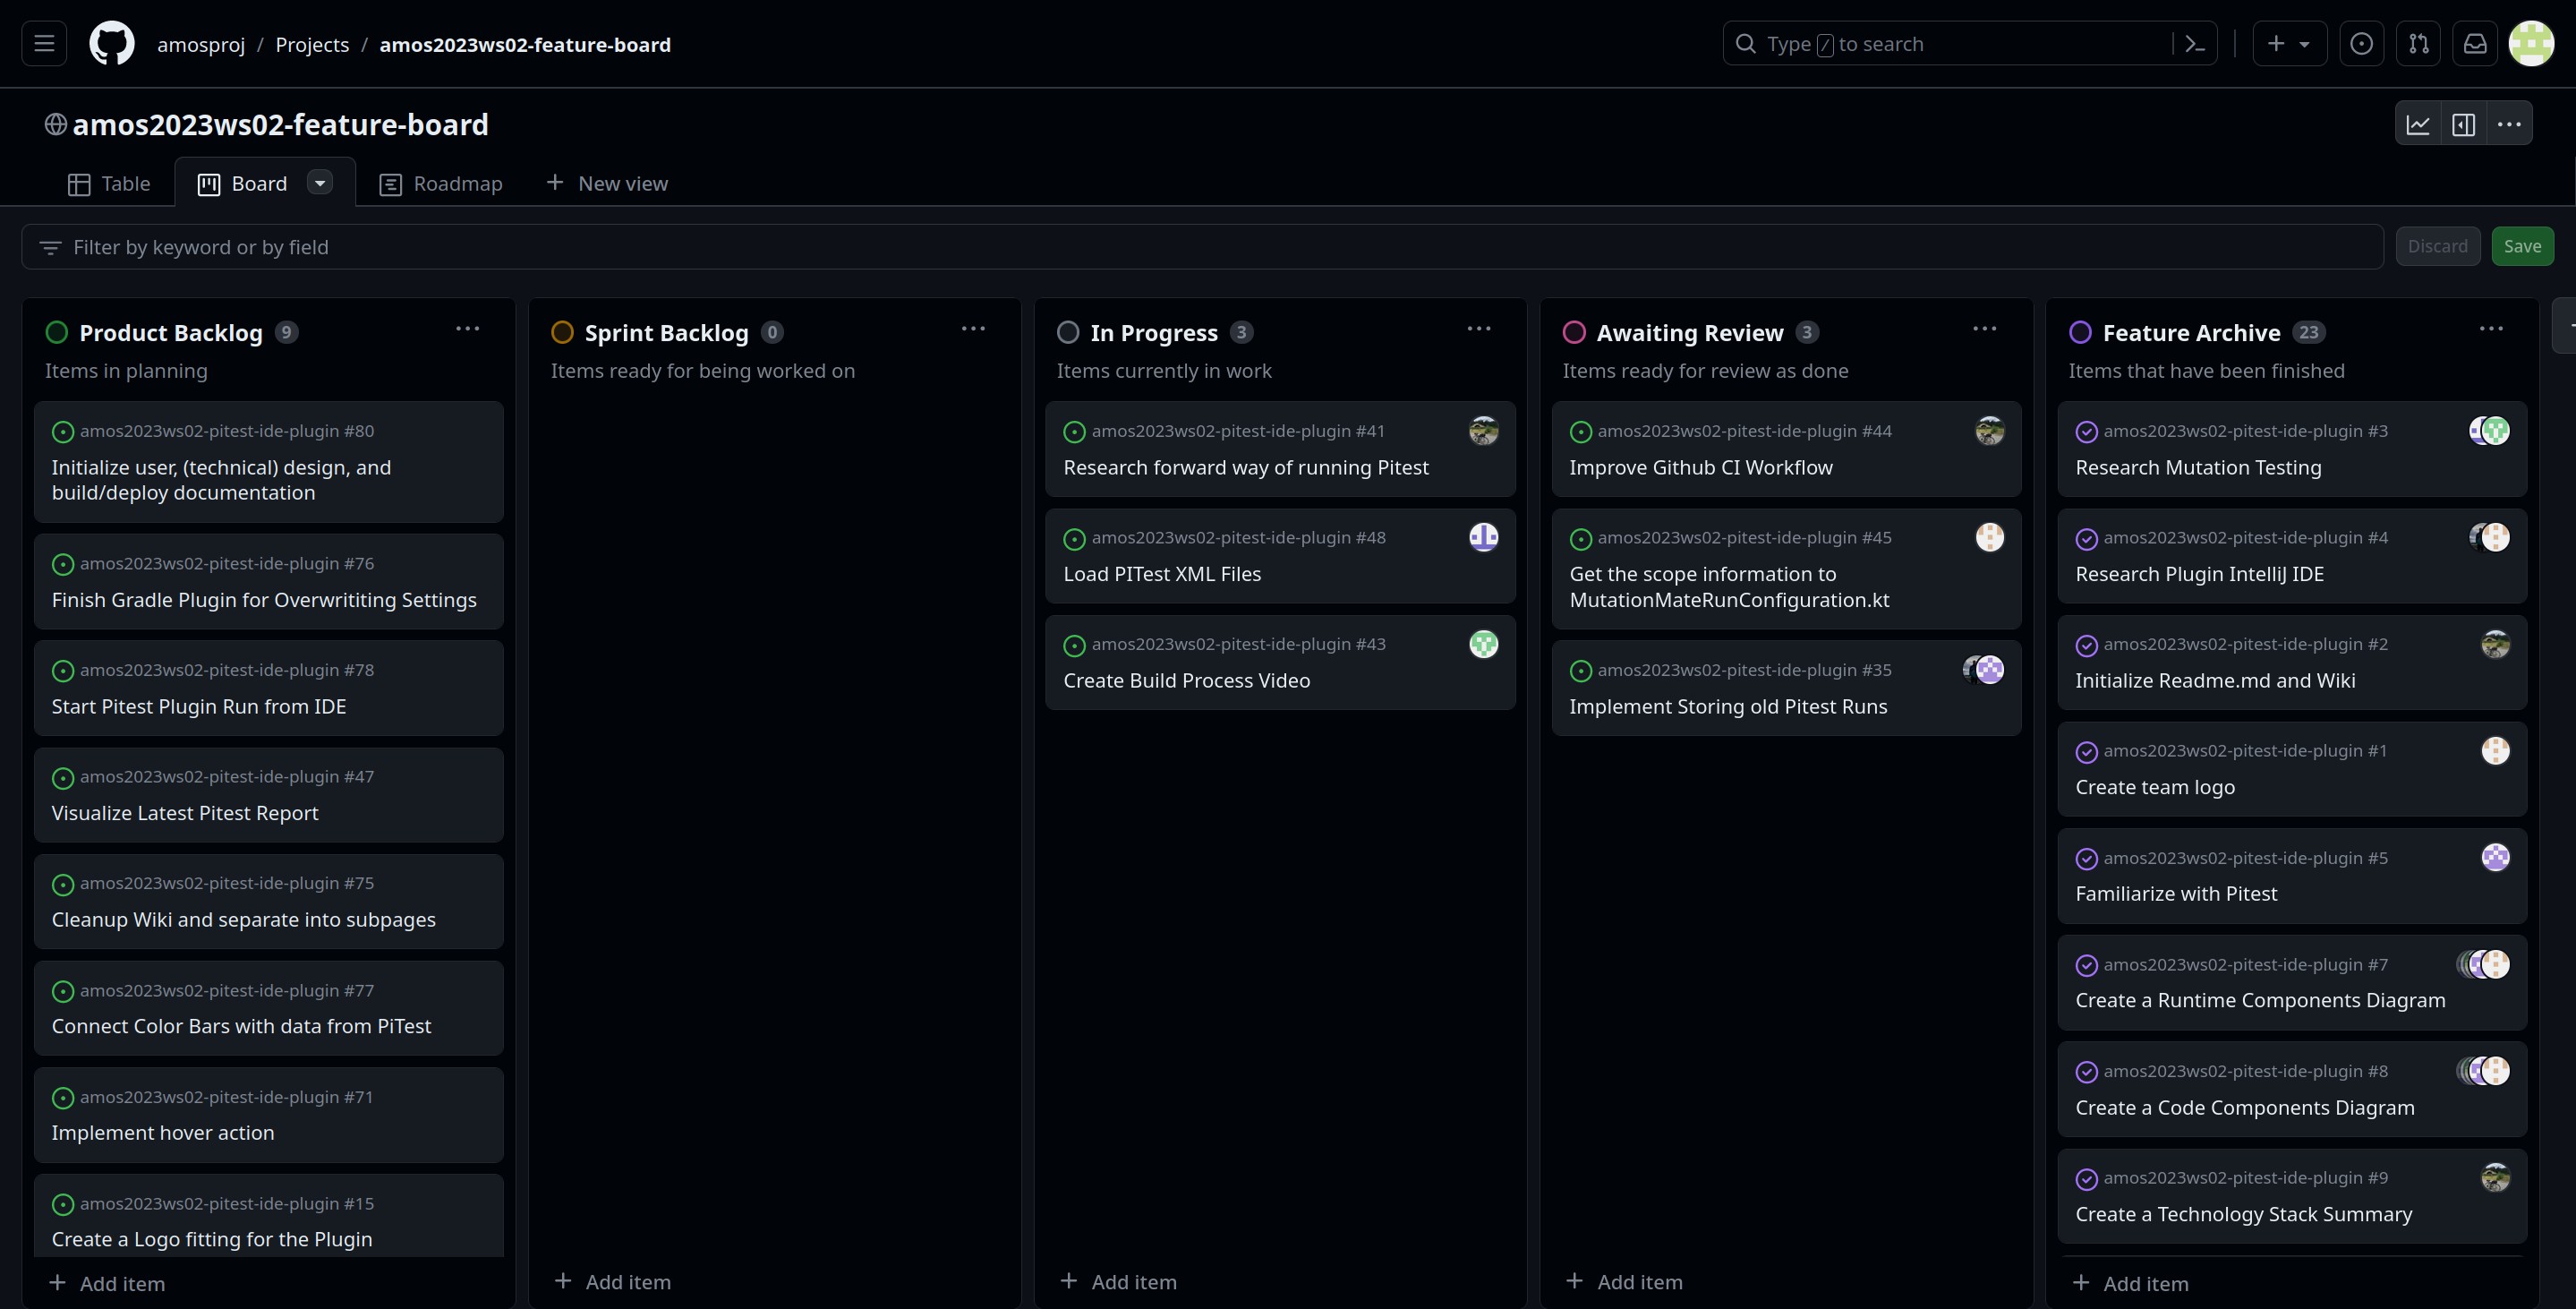 amosproj / Projects / amos2023ws02-feature-board
Type / to search
amos2023ws02-feature-board
Table
Board
Roadmap
New view
Filter by keyword or by field
Discard
Save
Product Backlog 9
Items in planning
amos2023ws02-pitest-ide-plugin #80
Initialize user, (technical) design, and
build/deploy documentation
amos2023ws02-pitest-ide-plugin #76
Finish Gradle Plugin for Overwrititing Settings
amos2023ws02-pitest-ide-plugin #78
Start Pitest Plugin Run from IDE
amos2023ws02-pitest-ide-plugin #47
Visualize Latest Pitest Report
amos2023ws02-pitest-ide-plugin #75
Cleanup Wiki and separate into subpages
amos2023ws02-pitest-ide-plugin #77
Connect Color Bars with data from PiTest
amos2023ws02-pitest-ide-plugin #71
Implement hover action
amos2023ws02-pitest-ide-plugin #15
Create a Logo fitting for the Plugin
Add item
Sprint Backlog 0
Items ready for being worked on
Add item
In Progress 3
Items currently in work
amos2023ws02-pitest-ide-plugin #41
Research forward way of running Pitest
amos2023ws02-pitest-ide-plugin #48
Load PITest XML Files
amos2023ws02-pitest-ide-plugin #43
Create Build Process Video
Add item
Awaiting Review 3
Items ready for review as done
amos2023ws02-pitest-ide-plugin #44
Improve Github CI Workflow
amos2023ws02-pitest-ide-plugin #45
Get the scope information to
MutationMateRunConfiguration.kt
amos2023ws02-pitest-ide-plugin #35
Implement Storing old Pitest Runs
Add item
Feature Archive 23
Items that have been finished
amos2023ws02-pitest-ide-plugin #3
Research Mutation Testing
amos2023ws02-pitest-ide-plugin #4
Research Plugin IntelliJ IDE
amos2023ws02-pitest-ide-plugin #2
Initialize Readme.md and Wiki
amos2023ws02-pitest-ide-plugin #1
Create team logo
amos2023ws02-pitest-ide-plugin #5
Familiarize with Pitest
amos2023ws02-pitest-ide-plugin #7
Create a Runtime Components Diagram
amos2023ws02-pitest-ide-plugin #8
Create a Code Components Diagram
amos2023ws02-pitest-ide-plugin #9
Create a Technology Stack Summary
Add item